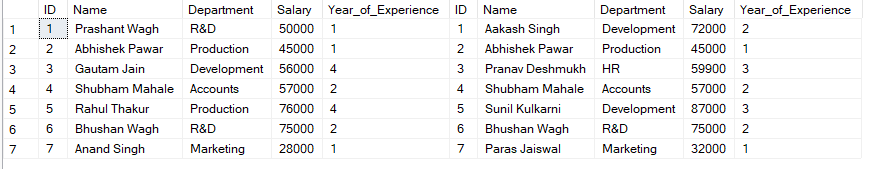 ID Name Department Salary Year_of_Experience ID Name Department Salary Year_of_Experience
1 1 Prashant Wagh R&D 50000 1 1 Aakash Singh Development 72000 2
2 2 Abhishek Pawar Production 45000 1 2 Abhishek Pawar Production 45000 1
3 3 Gautam Jain Development 56000 4 3 Pranav Deshmukh HR 59900 3
4 4 Shubham Mahale Accounts 57000 2 4 Shubham Mahale Accounts 57000 2
5 5 Rahul Thakur Production 76000 4 5 Sunil Kulkarni Development 87000 3
6 6 Bhushan Wagh R&D 75000 2 6 Bhushan Wagh R&D 75000 2
7 7 Anand Singh Marketing 28000 1 7 Paras Jaiswal Marketing 32000 1